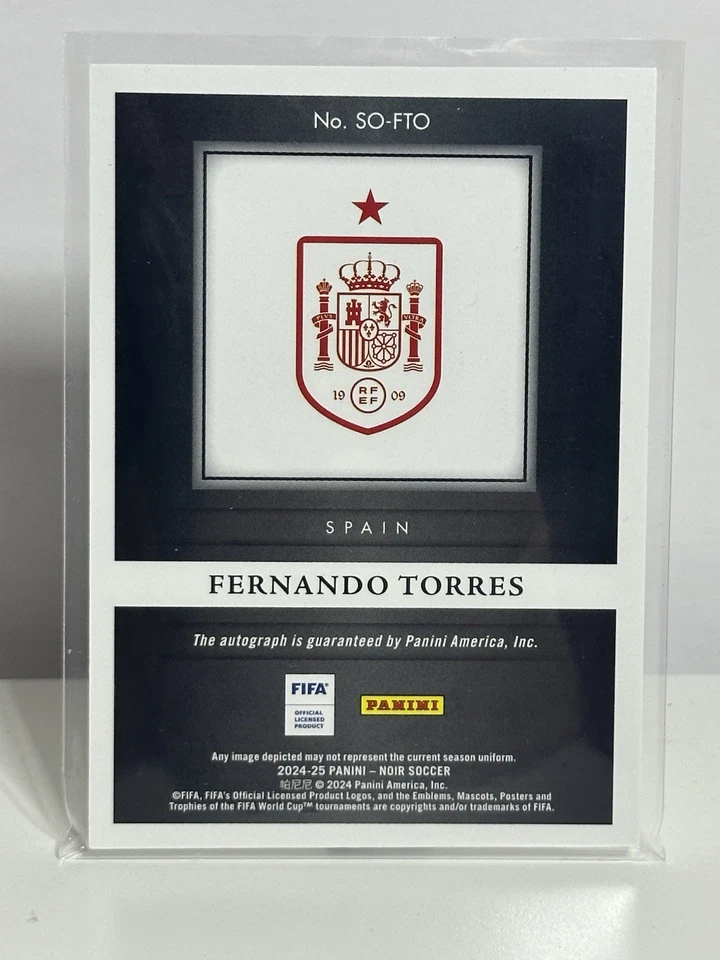 No. SO-FTO
PLVS VLTRA
19 RF EF 09
SPAIN
FERNANDO TORRES
The autograph is guaranteed by Panini America, Inc.
FIFA®
OFFICIAL
LICENSED
PRODUCT
PANINI
Any image depicted may not represent the current season uniform.
2024-25 PANINI – NOIR SOCCER
帕尼尼 © 2024 Panini America, Inc.
©FIFA, FIFA's Official Licensed Product Logos, and the Emblems, Mascots, Posters and
Trophies of the FIFA World Cup™ tournaments are copyrights and/or trademarks of FIFA.